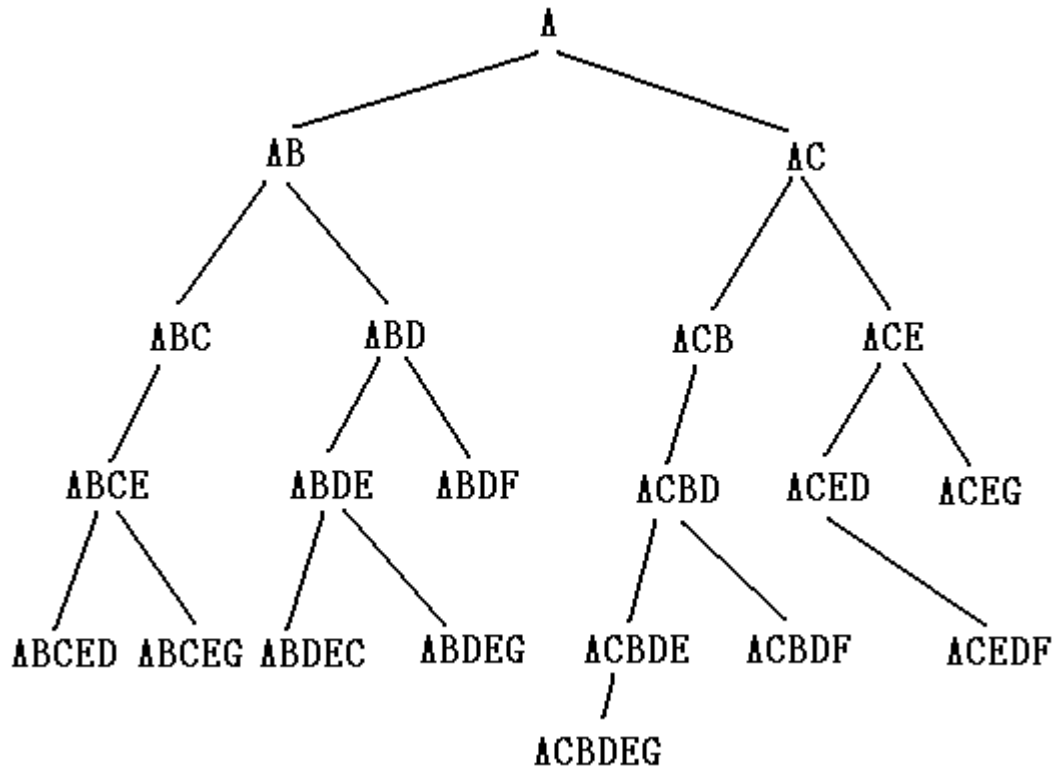 A
AB AC
ABC ABD ACB ACE
ABCE ABDE ABDF ACBD ACED ACEG
ABCED ABCEG ABDEC ABDEG ACBDE ACBDF ACEDF
ACBDEG